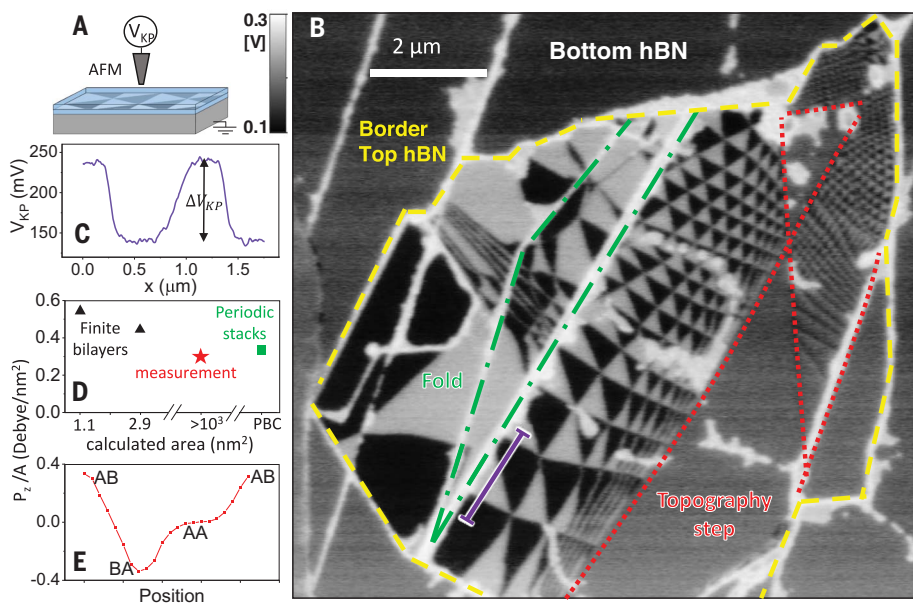 A
V_KP
AFM
0.3
[V]
0.1
B
2 μm
Bottom hBN
Border
Top hBN
Fold
Topography
step
250
200
150
V_KP (mV)
C
ΔV_KP
0.0 0.5 1.0 1.5
x (μm)
0.6
0.4
0.2
0.0
P_z /A (Debye/nm²)
D
Finite
bilayers
Periodic
stacks
measurement
1.1 2.9 >10³ PBC
calculated area (nm²)
0.4
0.0
-0.4
E
AB
BA
AA
AB
Position